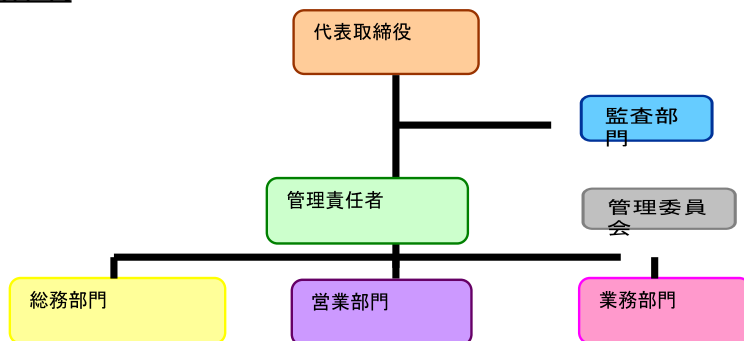 代表取締役
監査部
門
管理責任者
管理委員
会
総務部門
営業部門
業務部門